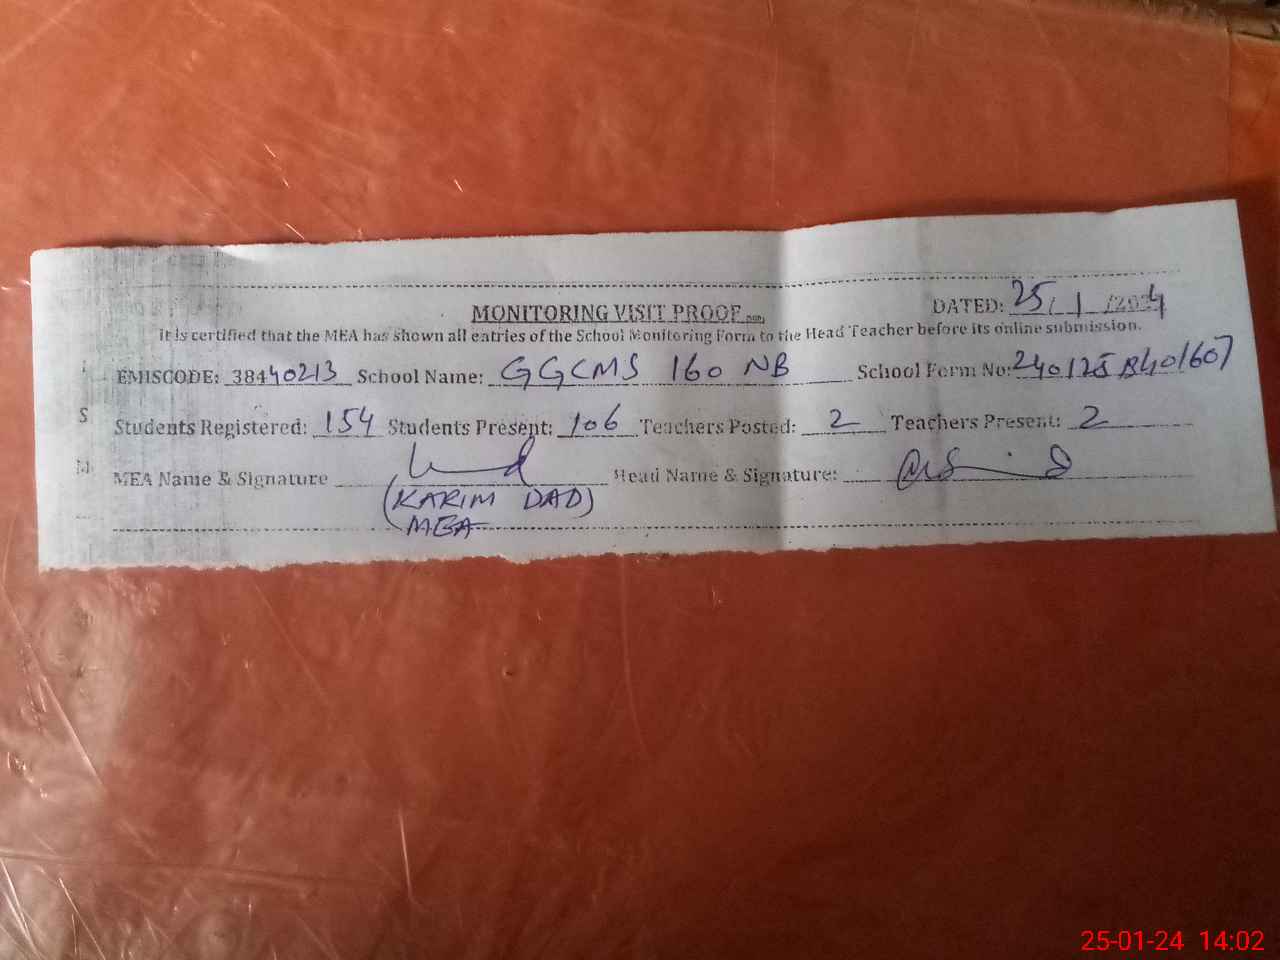 MONITORING VISIT PROOF
DATED: 25/1/2024
It is certified that the MEA has shown all entries of the School Monitoring Form to the Head Teacher before its online submission.
EMISCODE: 38440213 School Name: GGCMS 160 NB School Form No: 240125B401607
Students Registered: 154 Students Present: 106 Teachers Posted: 2 Teachers Present: 2
MEA Name & Signature Head Name & Signature:
(KARIM DAD)
MEA
25-01-24 14:02